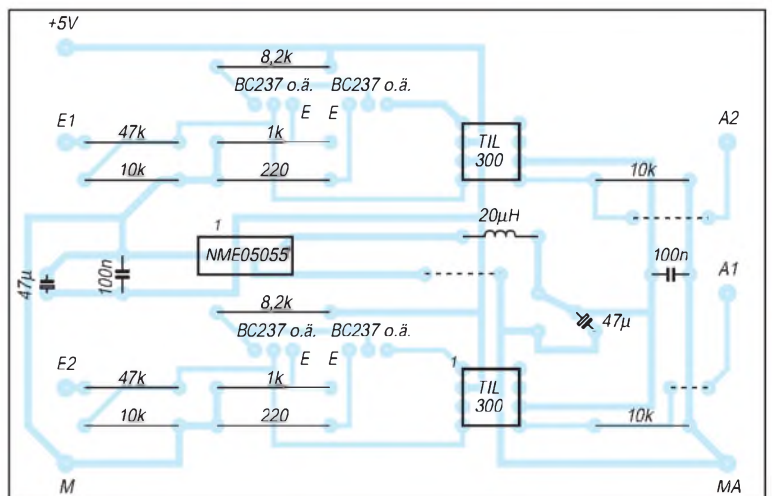 +5V
8,2k
BC237 o.ä. BC237 o.ä.
E E
E1
47k
1k
TIL
300
A2
10k
220
10k
1
NME05055
20µH
47µ
100n
100n
A1
8,2k
BC237 o.ä. BC237 o.ä.
E E
47µ
E2
47k
1k
1
TIL
300
10k
220
10k
M
MA